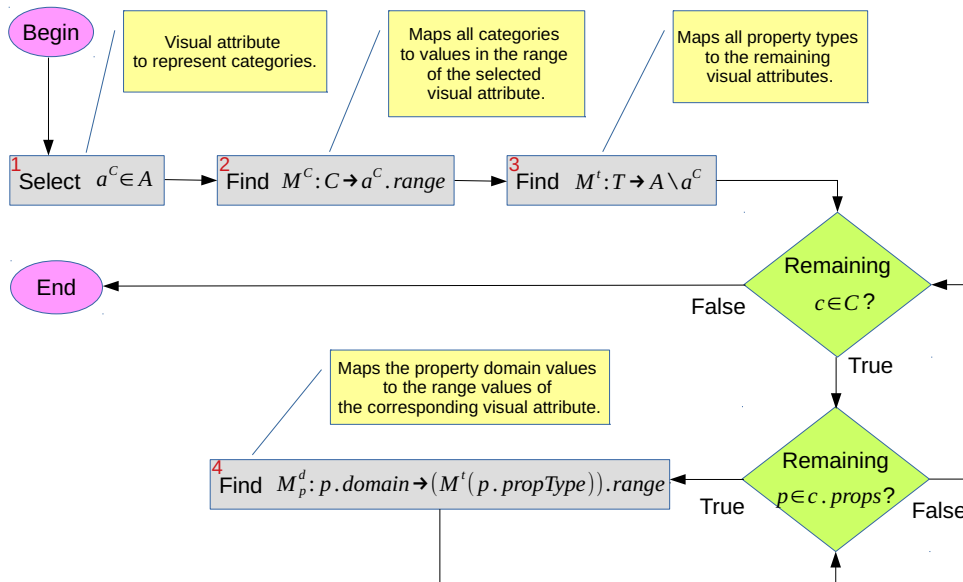 Begin
Visual attribute
to represent categories.
Maps all categories
to values in the range
of the selected
visual attribute.
Maps all property types
to the remaining
visual attributes.
1
Select a^C ∈ A
2
Find M^C : C → a^C . range
3
Find M^t : T → A \ a^C
Remaining
c ∈ C ?
End
False
True
Maps the property domain values
to the range values of
the corresponding visual attribute.
4
Find M_p^d : p . domain → (M^t ( p . propType)) . range
True
Remaining
p ∈ c . props?
False